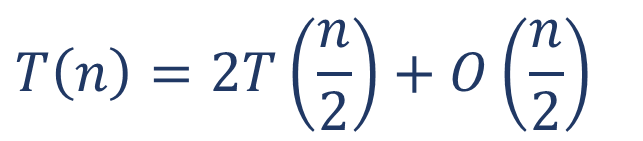 T(n) = 2T(n/2) + O(n/2)